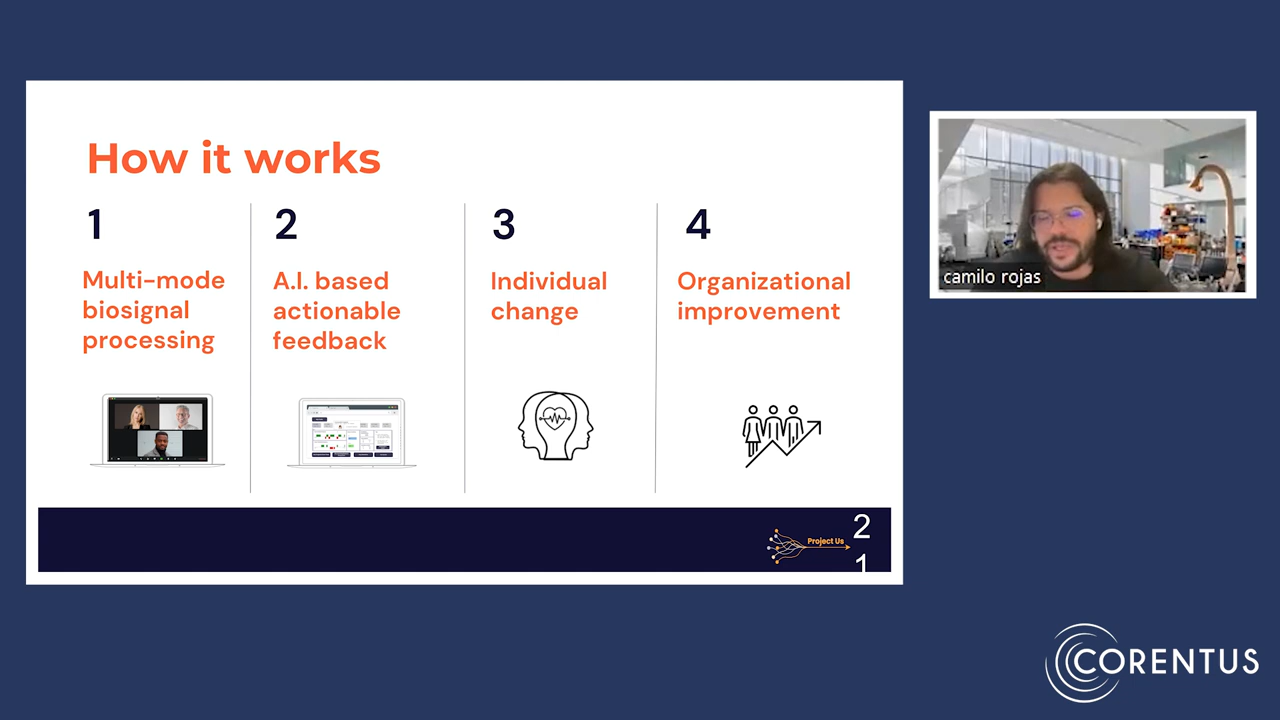 How it works
1
Multi-mode
biosignal
processing
2
A.I. based
actionable
feedback
3
Individual
change
4
Organizational
improvement
Project Us
2
1
camilo rojas
CORENTUS